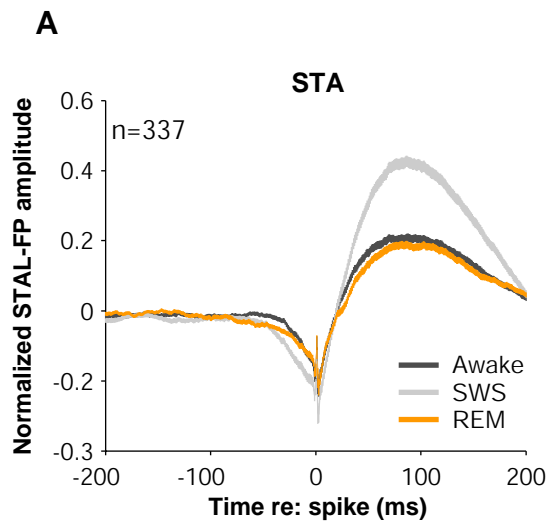 A
STA
n=337
Normalized STAL-FP amplitude
0.6
0.4
0.2
0
-0.2
-0.3
Awake
SWS
REM
-200
-100
0
100
200
Time re: spike (ms)